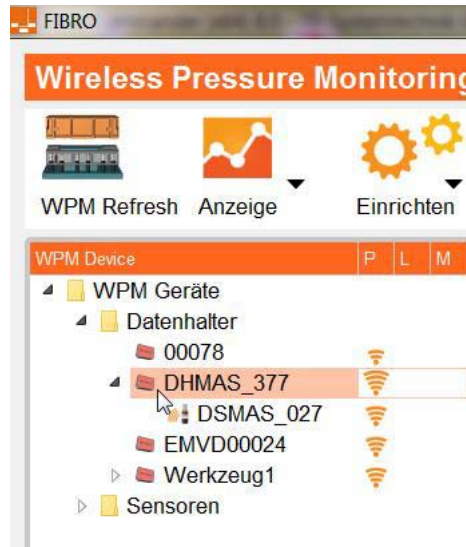 FIBRO
Wireless Pressure Monitoring
WPM Refresh Anzeige Einrichten
WPM Device P L M
WPM Geräte
Datenhalter
00078
DHMAS_377
DSMAS_027
EMVD00024
Werkzeug1
Sensoren